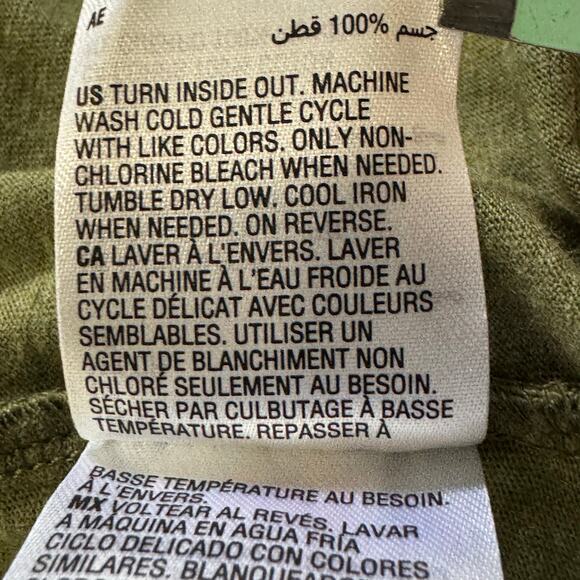 AE
جسم 100% قطن
US TURN INSIDE OUT. MACHINE
WASH COLD GENTLE CYCLE
WITH LIKE COLORS. ONLY NON-
CHLORINE BLEACH WHEN NEEDED.
TUMBLE DRY LOW. COOL IRON
WHEN NEEDED. ON REVERSE.
CA LAVER À L'ENVERS. LAVER
EN MACHINE À L'EAU FROIDE AU
CYCLE DÉLICAT AVEC COULEURS
SEMBLABLES. UTILISER UN
AGENT DE BLANCHIMENT NON
CHLORÉ SEULEMENT AU BESOIN.
SÉCHER PAR CULBUTAGE À BASSE
TEMPÉRATURE. REPASSER À
BASSE TEMPÉRATURE AU BESOIN.
À L'ENVERS.
MX VOLTEAR AL REVÉS. LAVAR
A MÁQUINA EN AGUA FRÍA
CICLO DELICADO CON COLORES
SIMILARES.